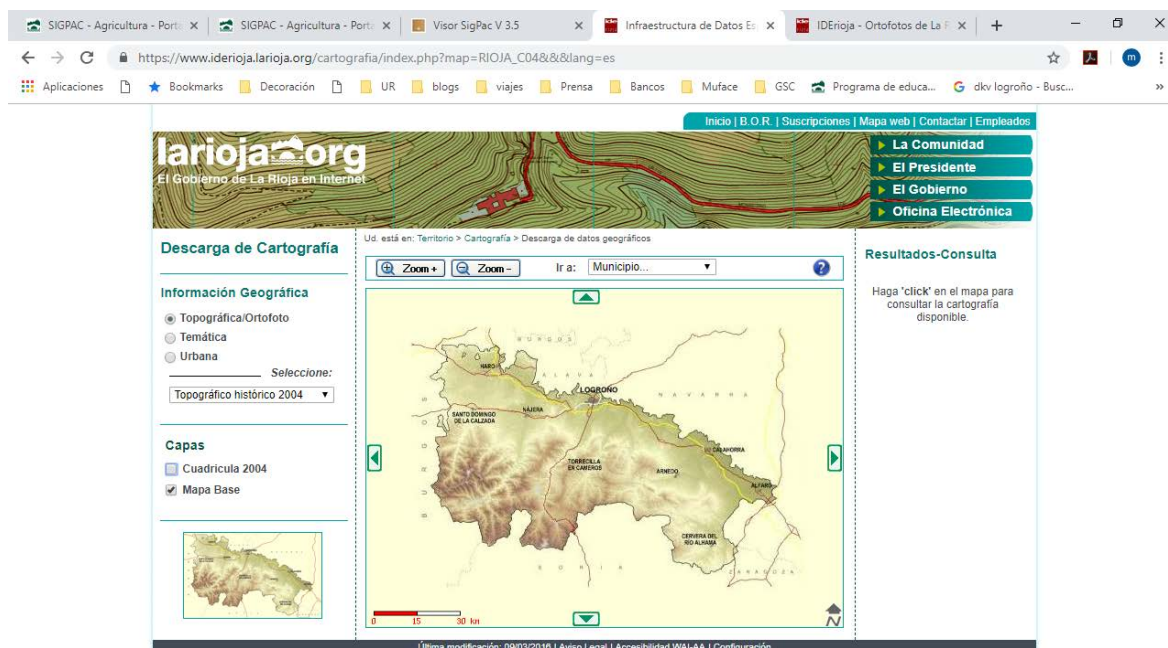 SIGPAC - Agricultura - Porta
SIGPAC - Agricultura - Porta
Visor SigPac V 3.5
Infraestructura de Datos Es
IDErioja - Ortofotos de La R
https://www.iderioja.larioja.org/cartografia/index.php?map=RIOJA_C04&&&lang=es
m
Aplicaciones
Bookmarks
Decoración
UR
blogs
viajes
Prensa
Bancos
Muface
GSC
Programa de educa...
dkv logroño - Busc...
»
Inicio | B.O.R. | Suscripciones | Mapa web | Contactar | Empleados
larioja org
El Gobierno de La Rioja en Internet
La Comunidad
El Presidente
El Gobierno
Oficina Electrónica
Descarga de Cartografía
Información Geográfica
Topográfica/Ortofoto
Temática
Urbana
Seleccione:
Topográfico histórico 2004
Capas
Cuadricula 2004
Mapa Base
Ud. está en: Territorio > Cartografía > Descarga de datos geográficos
Zoom +
Zoom -
Ir a:
Municipio...
?
BURGOS
HARO
ALAVA
LOGROÑO
NAVARRA
SANTO DOMINGO
DE LA CALZADA
NAJERA
BURGOS
TORRECILLA
EN CAMEROS
ARNEDO
CALAHORRA
ALFARO
CERVERA DEL
RIO ALHAMA
SORIA
ZARAGOZA
0 15 30 km
N
Resultados-Consulta
Haga 'click' en el mapa para
consultar la cartografía
disponible.
Última modificación: 09/03/2016 | Aviso Legal | Accesibilidad WAI-AA | Configuración